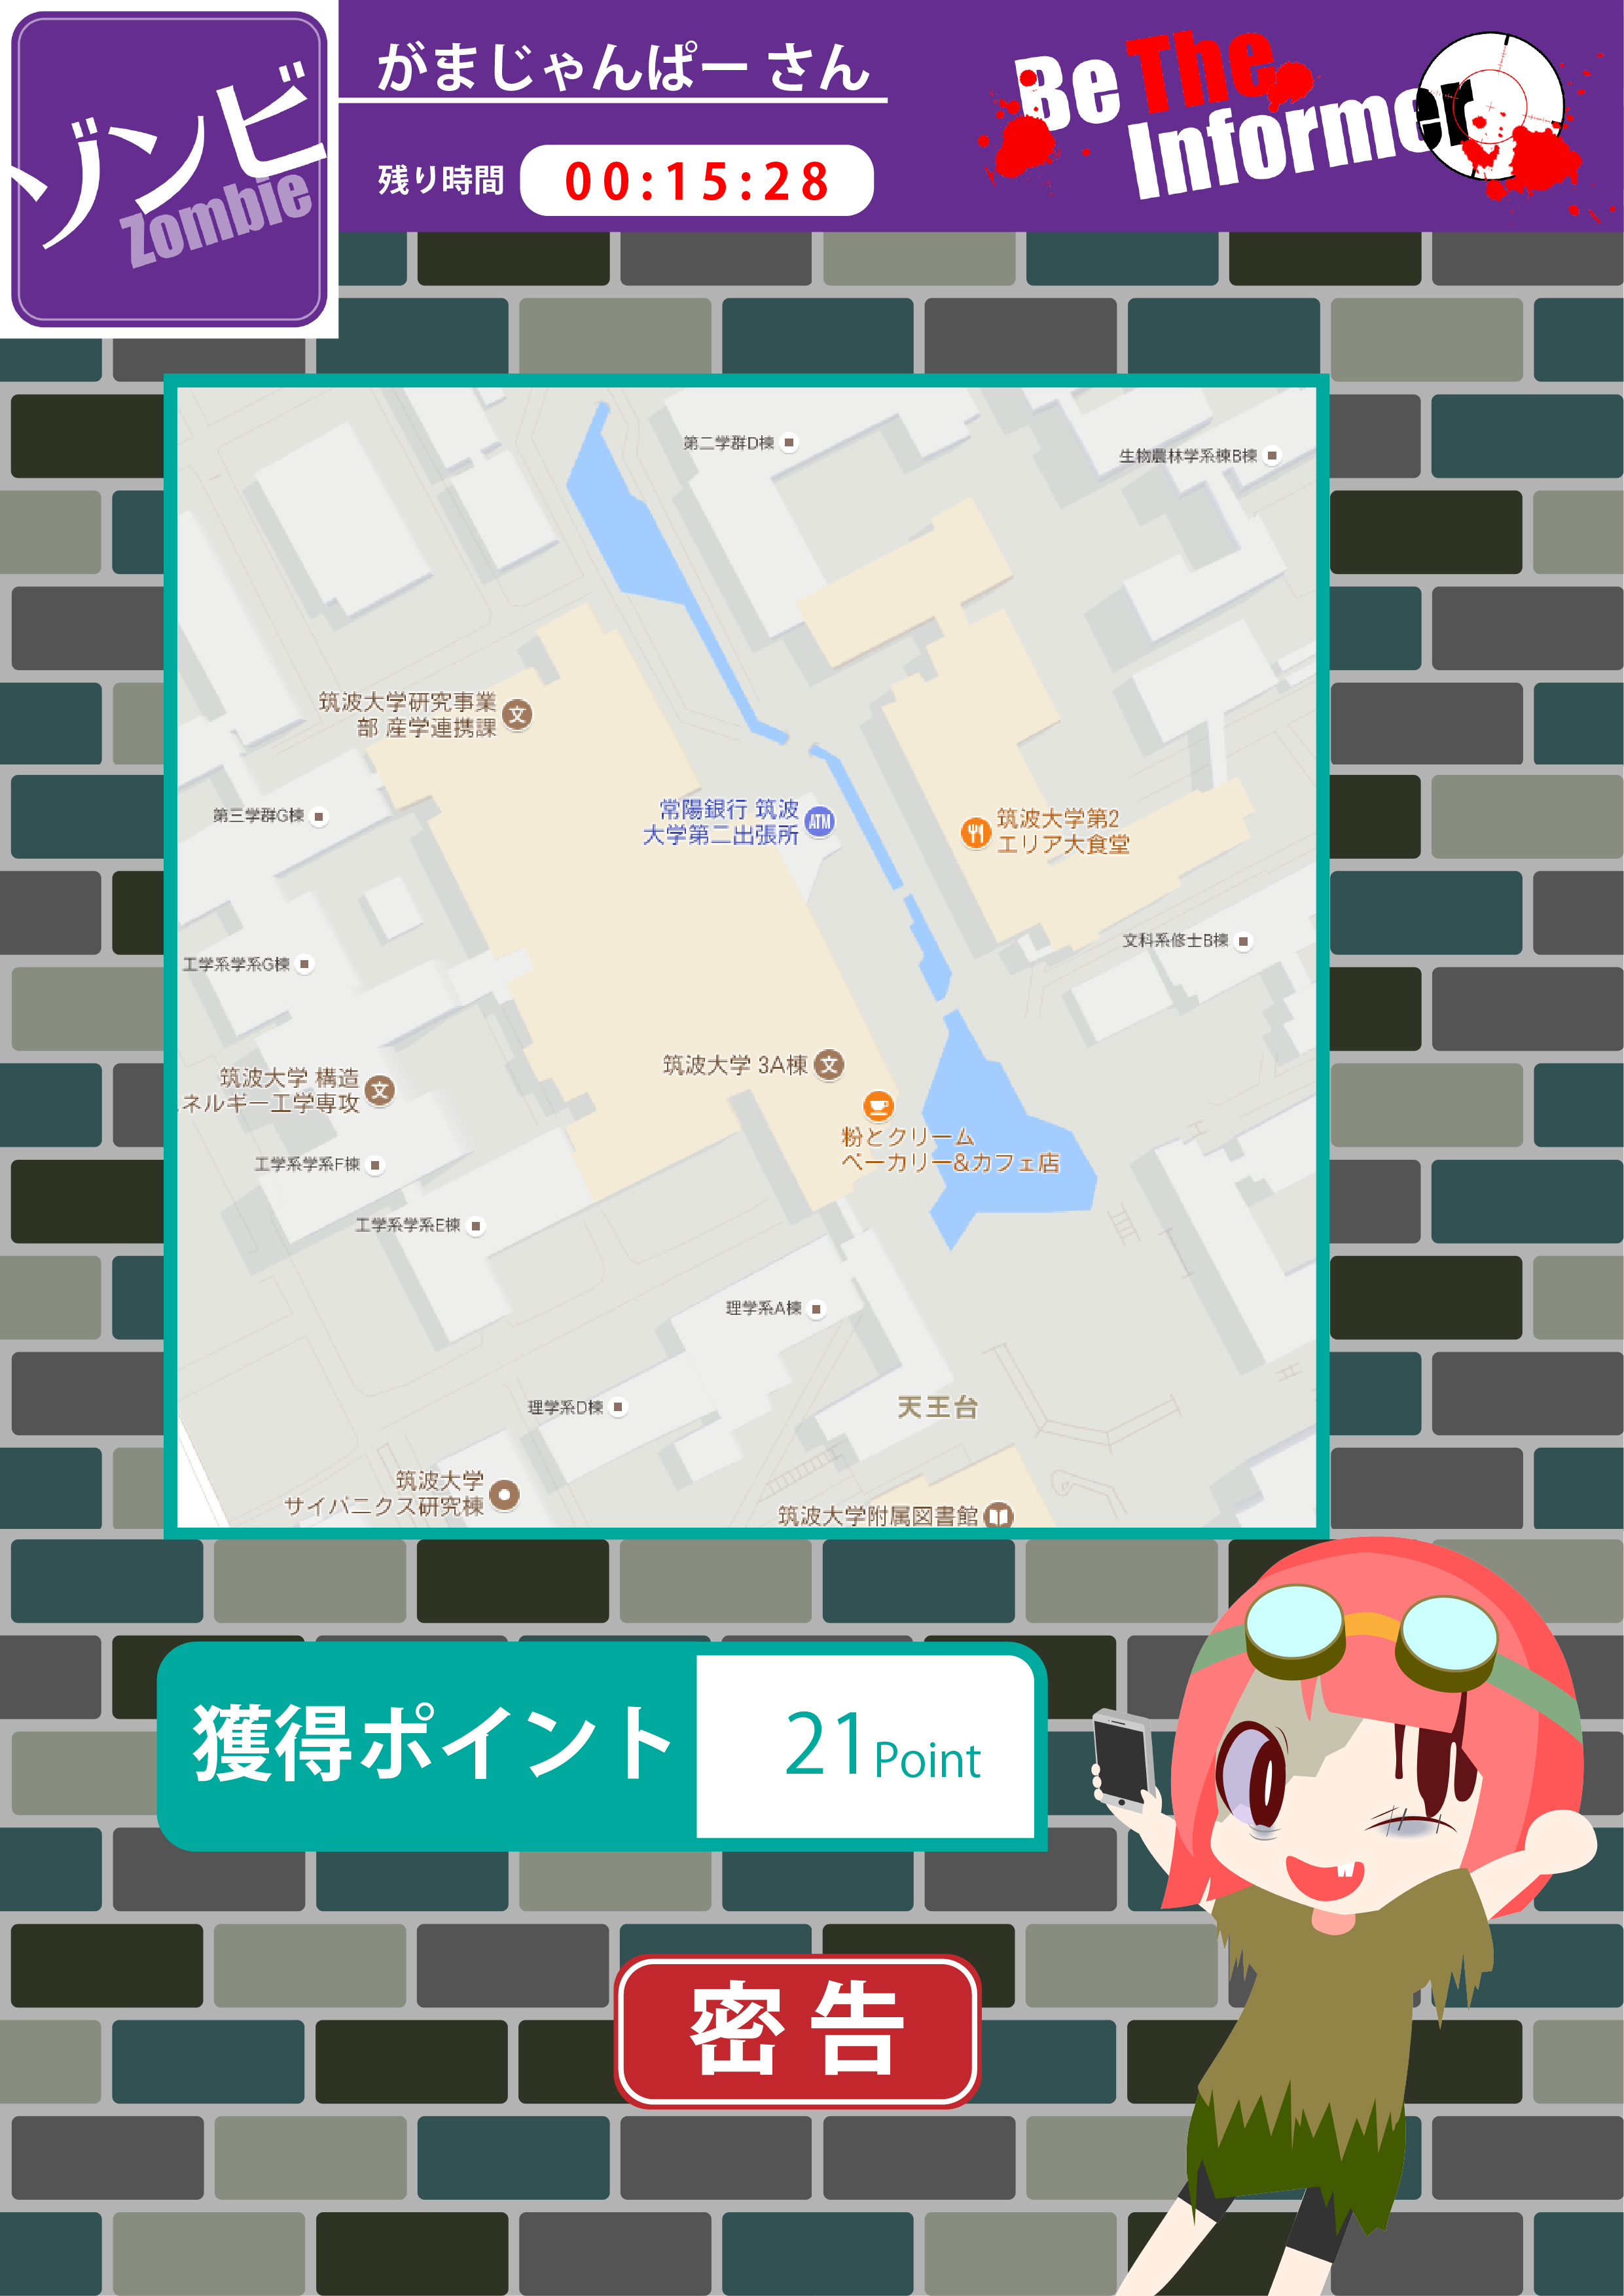 ゾンビ
zombie
がまじゃんぱー さん
残り時間
00:15:28
Be The
Informer
第二学群D棟
生物農林学系棟B棟
筑波大学研究事業
部 産学連携課
第三学群G棟
常陽銀行 筑波
大学第二出張所
ATM
筑波大学第2
エリア大食堂
文科系修士B棟
工学系学系G棟
筑波大学 3A棟
文
文
文
筑波大学 構造
ネルギー工学専攻
粉とクリーム
ベーカリー&カフェ店
工学系学系F棟
工学系学系E棟
理学系A棟
理学系D棟
天王台
筑波大学
サイバニクス研究棟
筑波大学附属図書館
獲得ポイント
21Point
密告